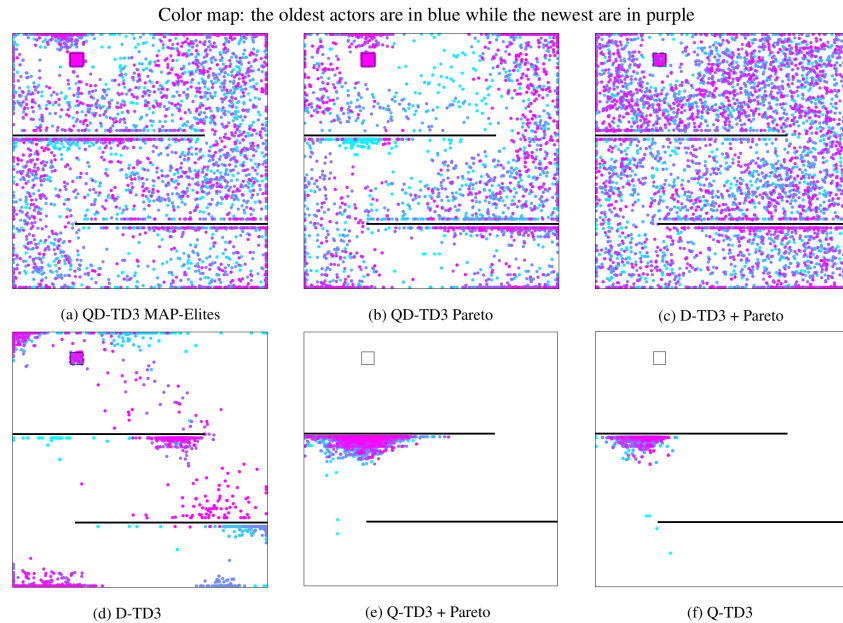 Color map: the oldest actors are in blue while the newest are in purple
(a) QD-TD3 MAP-Elites
(b) QD-TD3 Pareto
(c) D-TD3 + Pareto
(d) D-TD3
(e) Q-TD3 + Pareto
(f) Q-TD3